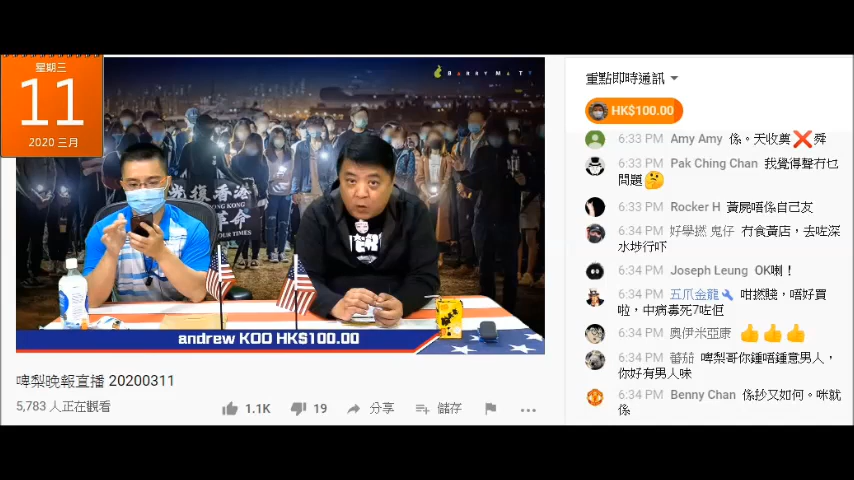 星期三
11
2020 三月
BARRY MATT
光復香港
革命
andrew KOO HK$100.00
啤梨晚報直播 20200311
5,783 人正在觀看
1.1K
19
分享
儲存
重點即時通訊
HK$100.00
6:33 PM Amy Amy 係。天收萬❌舜
6:33 PM Pak Ching Chan 我覺得聲冇乜
問題🤔
6:33 PM Rocker H 黃屍唔係自己友
6:34 PM 好學撚 鬼仔 冇食黃店，去咗深
水埗行吓
6:34 PM Joseph Leung OK喇！
6:34 PM 五爪金龍🔧 咁撚賤，唔好買
啦，中病毒死7咗佢
6:34 PM 奧伊米亞康 👍👍👍
6:34 PM 蕃茄 啤梨哥你鍾唔鍾意男人，
你好有男人味
6:34 PM Benny Chan 係抄又如何。咪就
係